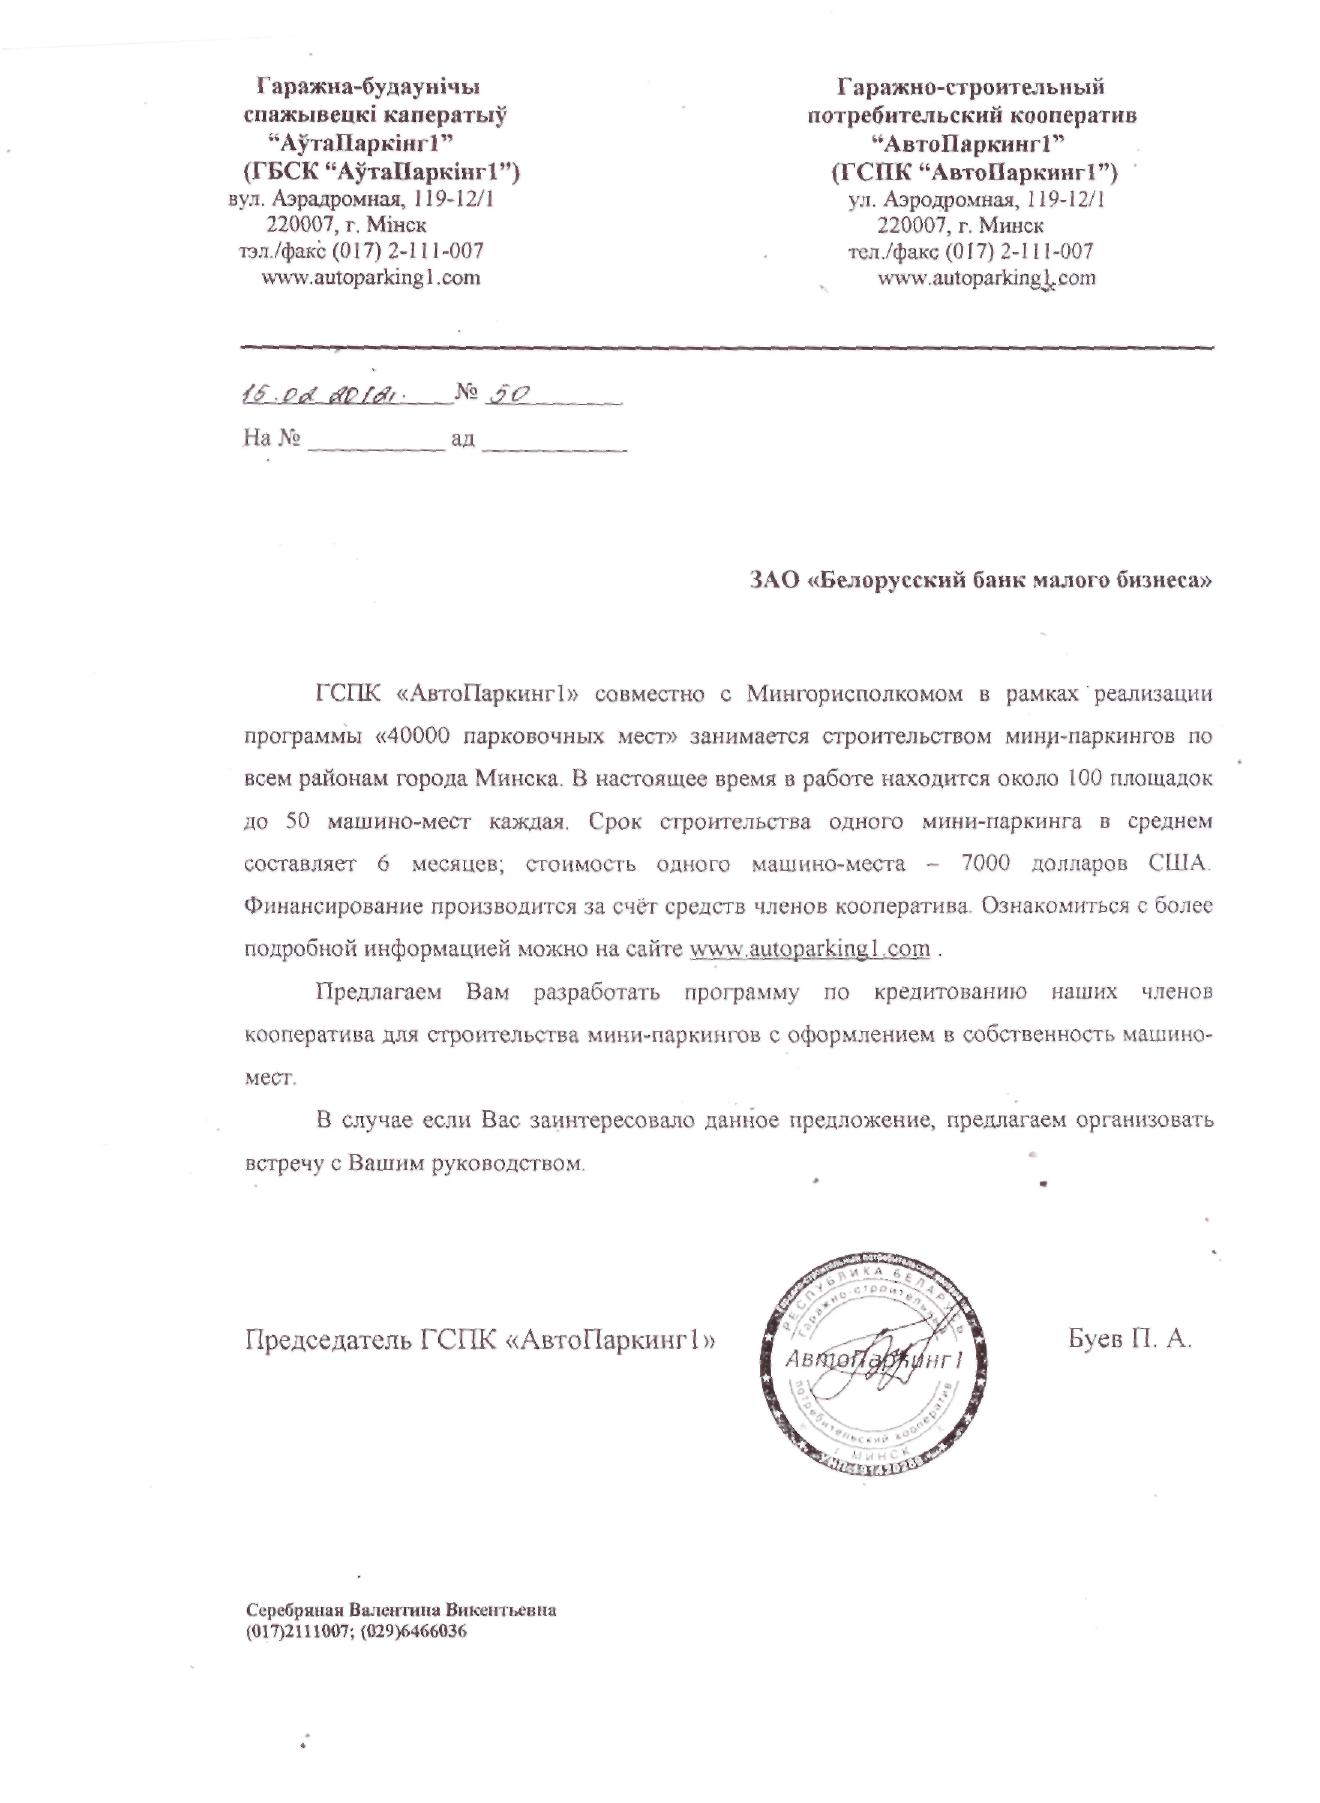 Гаражна-будаўнічы
спажывецкі каператыў
“АўтаПаркінг1”
(ГБСК “АўтаПаркінг1”)
вул. Аэрадромная, 119-12/1
220007, г. Мінск
тэл./факс (017) 2-111-007
www.autoparking1.com
Гаражно-строительный
потребительский кооператив
“АвтоПаркинг1”
(ГСПК “АвтоПаркинг1”)
ул. Аэродромная, 119-12/1
220007, г. Минск
тел./факс (017) 2-111-007
www.autoparking1.com
15.02.2012г. № 50
На № ___________ ад ___________
ЗАО «Белорусский банк малого бизнеса»
ГСПК «АвтоПаркинг1» совместно с Мингорисполкомом в рамках реализации
программы «40000 парковочных мест» занимается строительством мини-паркингов по
всем районам города Минска. В настоящее время в работе находится около 100 площадок
до 50 машино-мест каждая. Срок строительства одного мини-паркинга в среднем
составляет 6 месяцев; стоимость одного машино-места – 7000 долларов США.
Финансирование производится за счёт средств членов кооператива. Ознакомиться с более
подробной информацией можно на сайте www.autoparking1.com .
Предлагаем Вам разработать программу по кредитованию наших членов
кооператива для строительства мини-паркингов с оформлением в собственность машино-
мест.
В случае если Вас заинтересовало данное предложение, предлагаем организовать
встречу с Вашим руководством.
Председатель ГСПК «АвтоПаркинг1»
РЕСПУБЛИКА БЕЛАРУСЬ
Гаражно-строительный
АвтоПаркинг1
потребительский кооператив
г. МИНСК
Буев П. А.
Серебряная Валентина Викентьевна
(017)2111007; (029)6466036